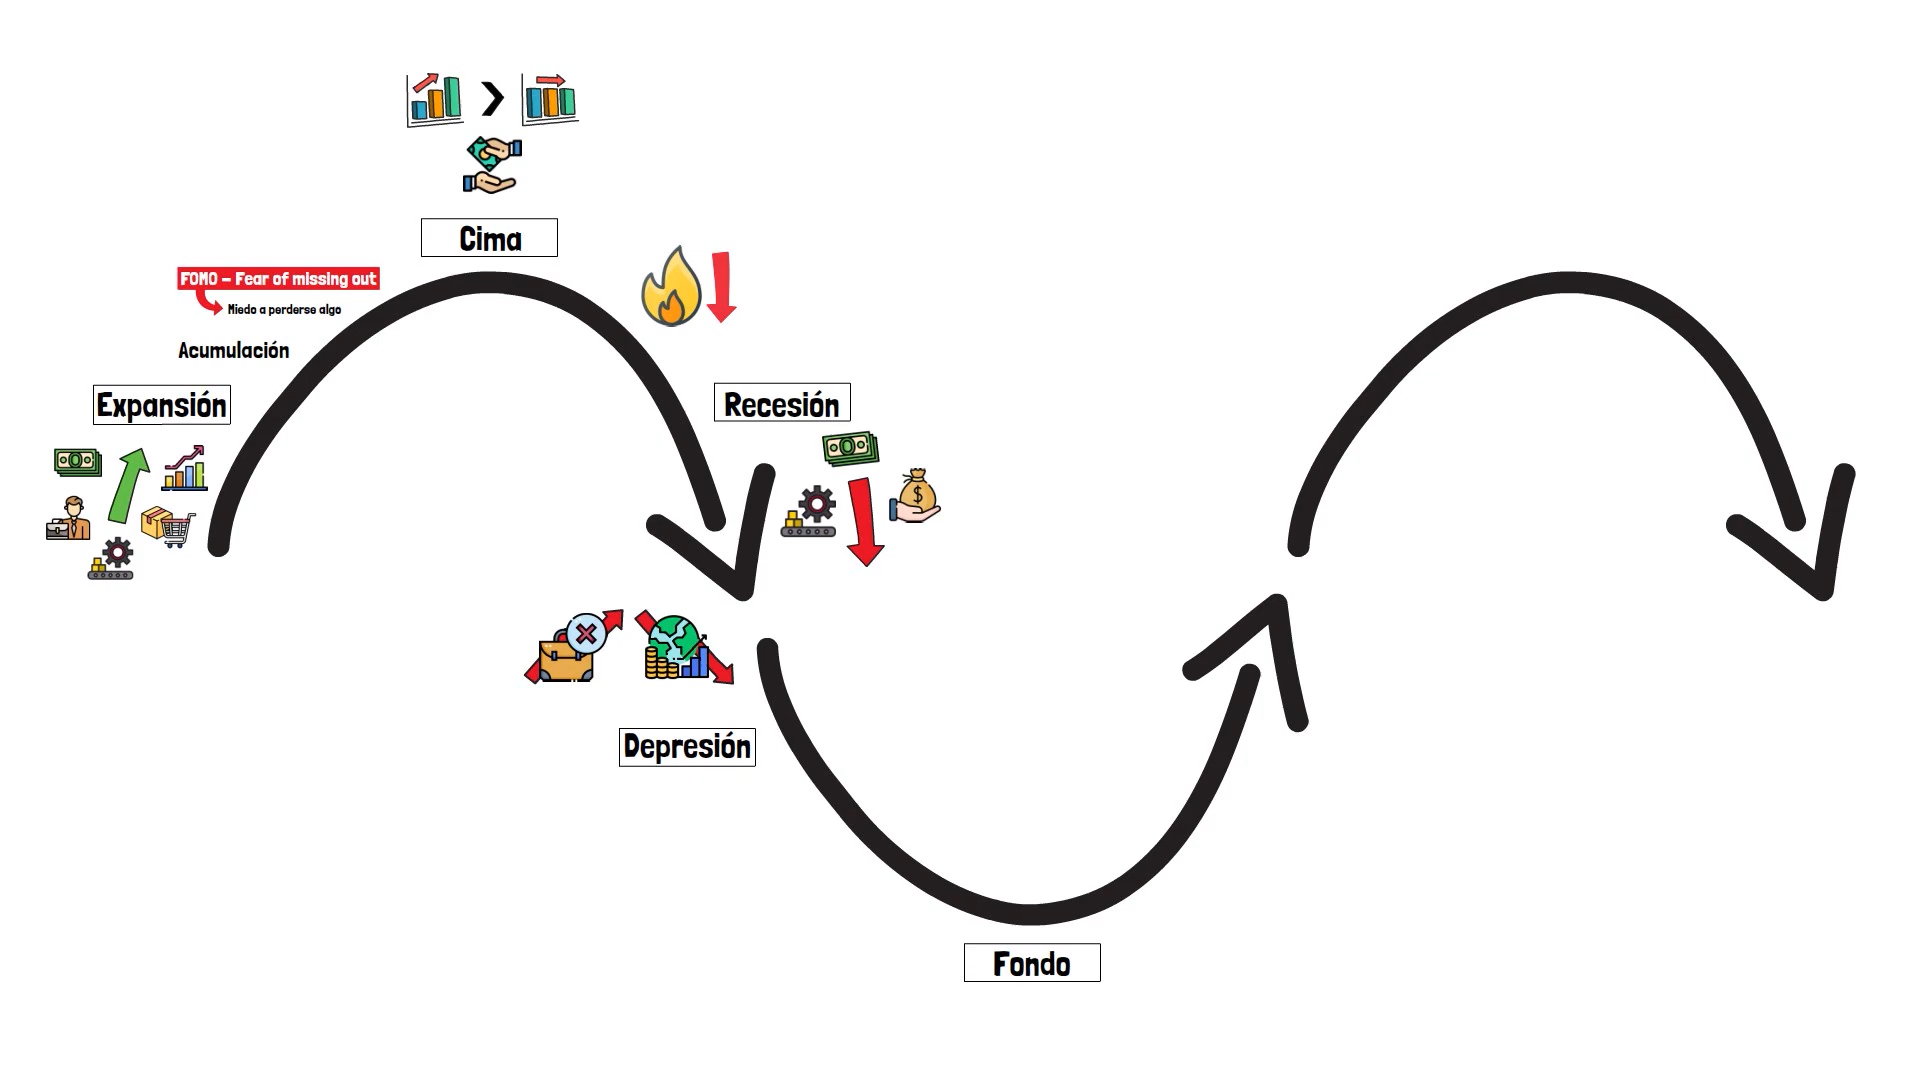 Cima
FOMO – Fear of missing out
Miedo a perderse algo
Acumulación
Expansión
Recesión
Depresión
Fondo